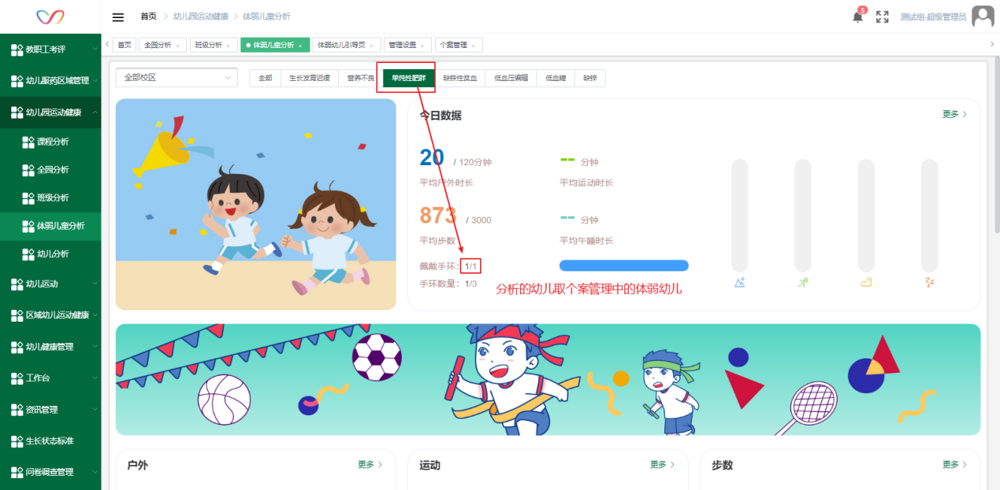 首页 > 幼儿园运动健康 > 体弱儿童分析
5
测试组-超级管理员
首页
全园分析 ×
班级分析 ×
体弱儿童分析 ×
体弱幼儿引导页 ×
管理设置 ×
个案管理 ×
教职工考评
幼儿服药区域管理
幼儿园运动健康
课程分析
全园分析
班级分析
体弱儿童分析
幼儿分析
幼儿运动
区域幼儿运动健康
幼儿健康管理
工作台
资讯管理
生长状态标准
问卷调查管理
全部校区
全部
生长发育迟缓
营养不良
单纯性肥胖
缺铁性贫血
低血压编辑
低血糖
缺锌
今日数据
更多 >
20 / 120分钟
平均户外时长
-- 分钟
平均运动时长
873 / 3000
平均步数
-- 分钟
平均午睡时长
佩戴手环: 1/1
手环数量: 1/3
分析的幼儿取个案管理中的体弱幼儿
户外
更多 >
运动
更多 >
步数
更多 >